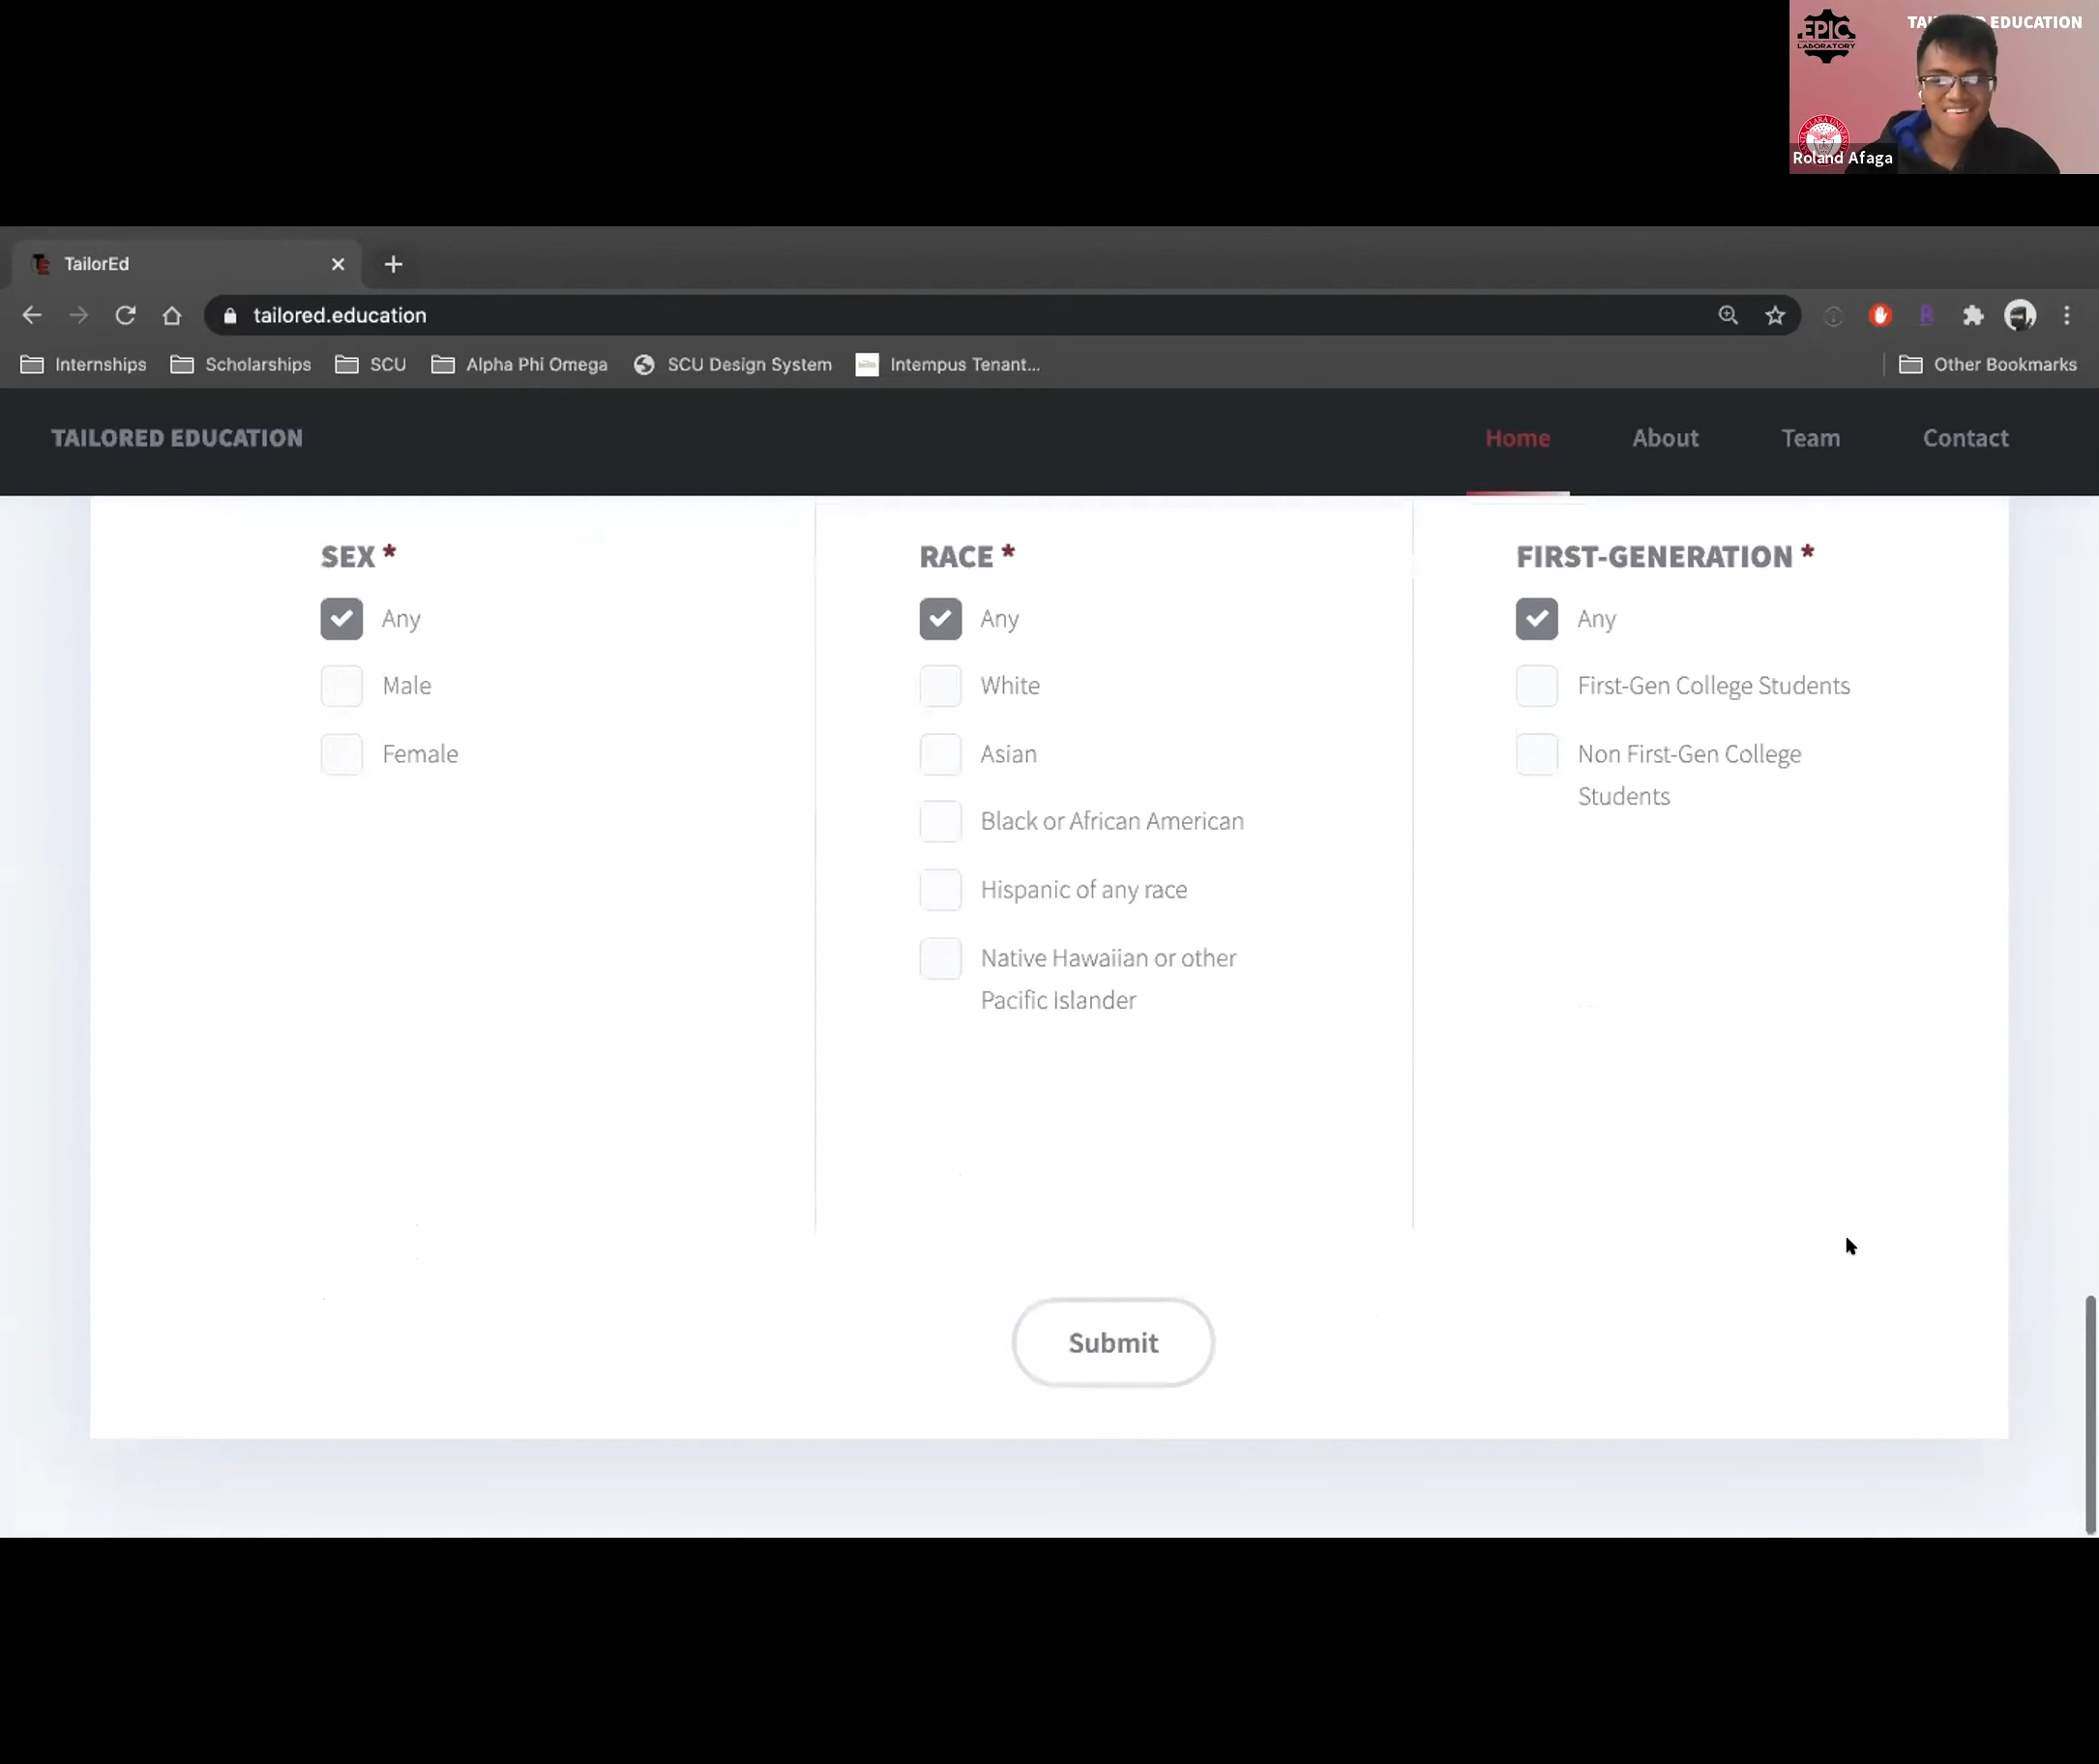 EPIC
LABORATORY
EDUCATION
Roland Afaga
TailorEd
tailored.education
Internships
Scholarships
SCU
Alpha Phi Omega
SCU Design System
Intempus Tenant...
Other Bookmarks
TAILORED EDUCATION
Home
About
Team
Contact
SEX *
Any
Male
Female
RACE *
Any
White
Asian
Black or African American
Hispanic of any race
Native Hawaiian or other
Pacific Islander
FIRST-GENERATION *
Any
First-Gen College Students
Non First-Gen College
Students
Submit